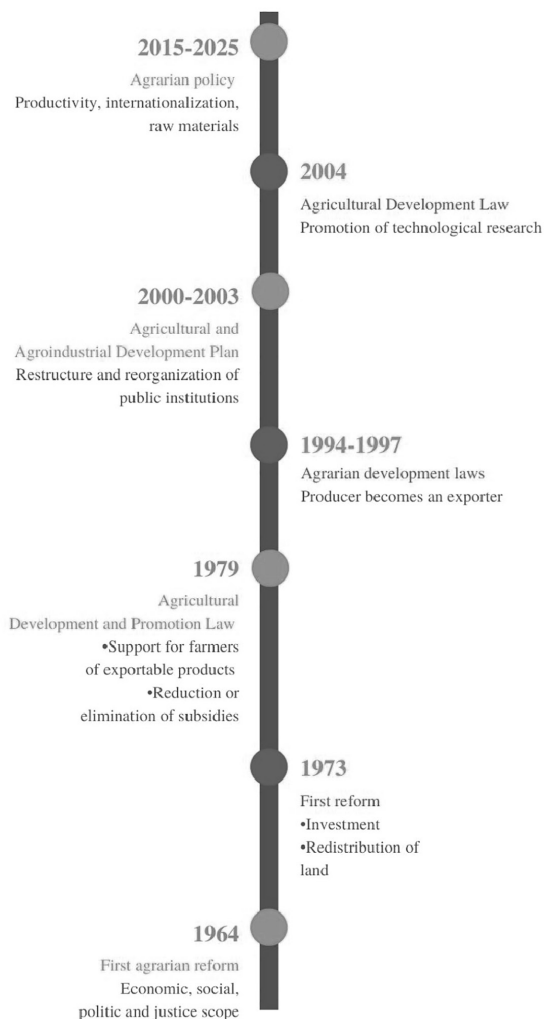 2015-2025
Agrarian policy
Productivity, internationalization,
raw materials
2004
Agricultural Development Law
Promotion of technological research
2000-2003
Agricultural and
Agroindustrial Development Plan
Restructure and reorganization of
public institutions
1994-1997
Agrarian development laws
Producer becomes an exporter
1979
Agricultural
Development and Promotion Law
•Support for farmers
of exportable products
•Reduction or
elimination of subsidies
1973
First reform
•Investment
•Redistribution of
land
1964
First agrarian reform
Economic, social,
politic and justice scope